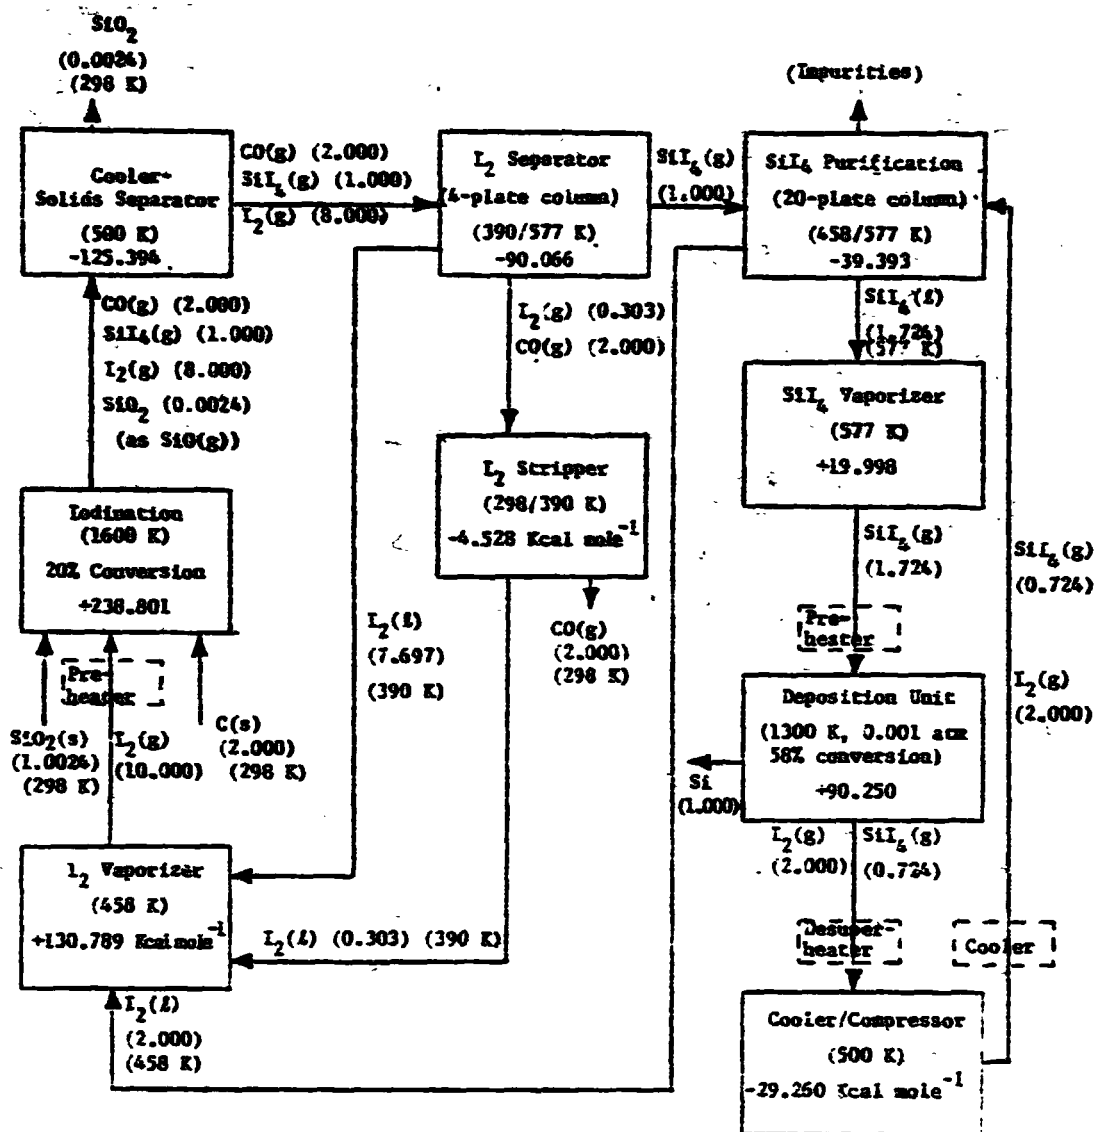 SiO2
(0.0024)
(298 K)
Cooler-
Solids Separator
(500 K)
-125.394
CO(g) (2.000)
SiI4(g) (1.000)
I2(g) (8.000)
I2 Separator
(4-plate column)
(390/577 K)
-90.066
SiI4(g)
(1.000)
(Impurities)
SiI4 Purification
(20-plate column)
(458/577 K)
-39.393
CO(g) (2.000)
SiI4(g) (1.000)
I2(g) (8.000)
SiO2 (0.0024)
(as SiO(g))
I2(g) (0.303)
CO(g) (2.000)
SiI4(ℓ)
(1.724)
(577 K)
SiI4 Vaporizer
(577 K)
+19.998
Iodination
(1600 K)
20% Conversion
+238.801
I2 Stripper
(298/390 K)
-4.528 Kcal mole-1
SiI4(g)
(1.724)
SiI4(g)
(0.724)
I2(g)
(2.000)
Pre-
heater
Pre-
heater
I2(ℓ)
(7.697)
(390 K)
CO(g)
(2.000)
(298 K)
SiO2(s)
(1.0024)
(298 K)
I2(g)
(10.000)
C(s)
(2.000)
(298 K)
Deposition Unit
(1300 K, 0.001 atm
58% conversion)
+90.250
Si
(1.000)
I2(g)
(2.000)
SiI4(g)
(0.724)
I2 Vaporizer
(458 K)
+130.789 Kcal mole-1
I2(ℓ) (0.303) (390 K)
I2(ℓ)
(2.000)
(458 K)
Desuper-
heater
Cooler
Cooler/Compressor
(500 K)
-29.260 Kcal mole-1